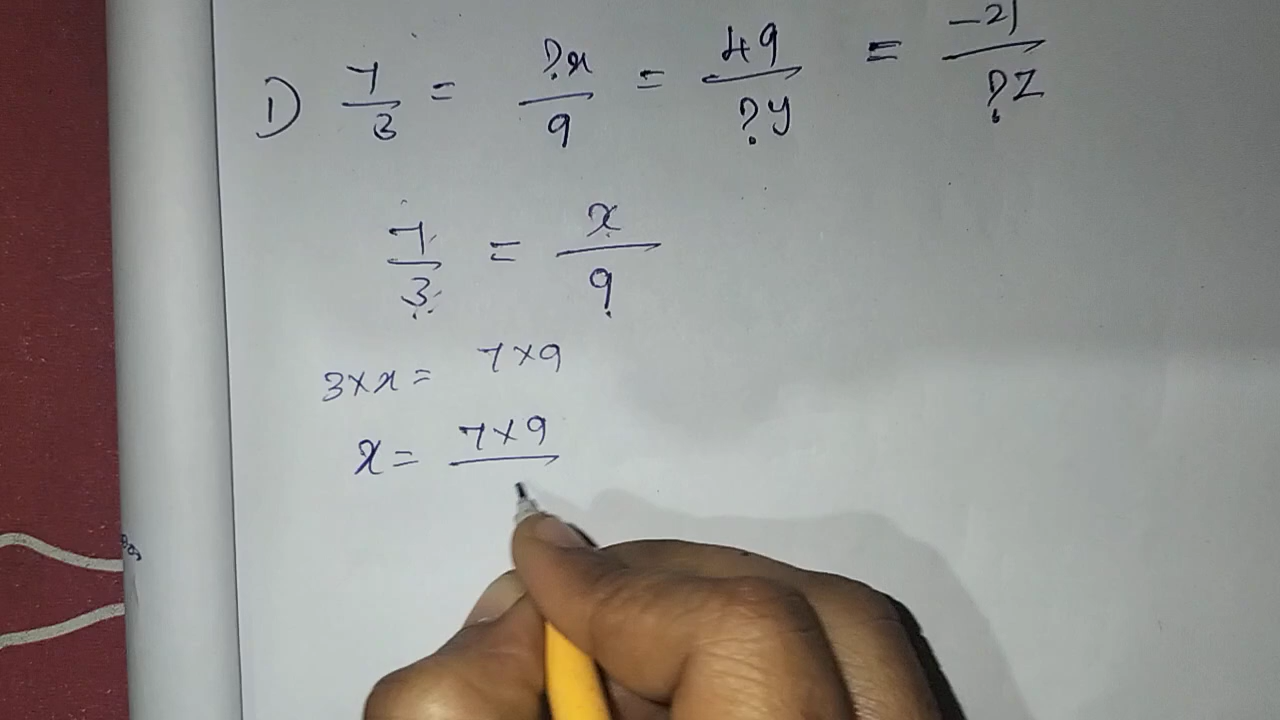 1) 7/3 = ?x/9 = 49/?y = -21/?z
7/3 = x/9
3×x = 7×9
x = 7×9/